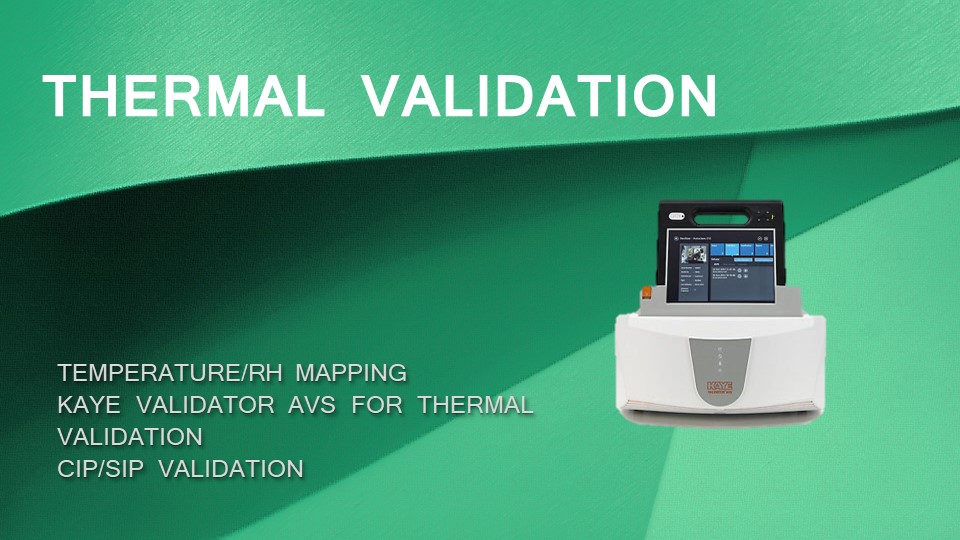 THERMAL VALIDATION
TEMPERATURE/RH MAPPING
KAYE VALIDATOR AVS FOR THERMAL
VALIDATION
CIP/SIP VALIDATION
KAYE